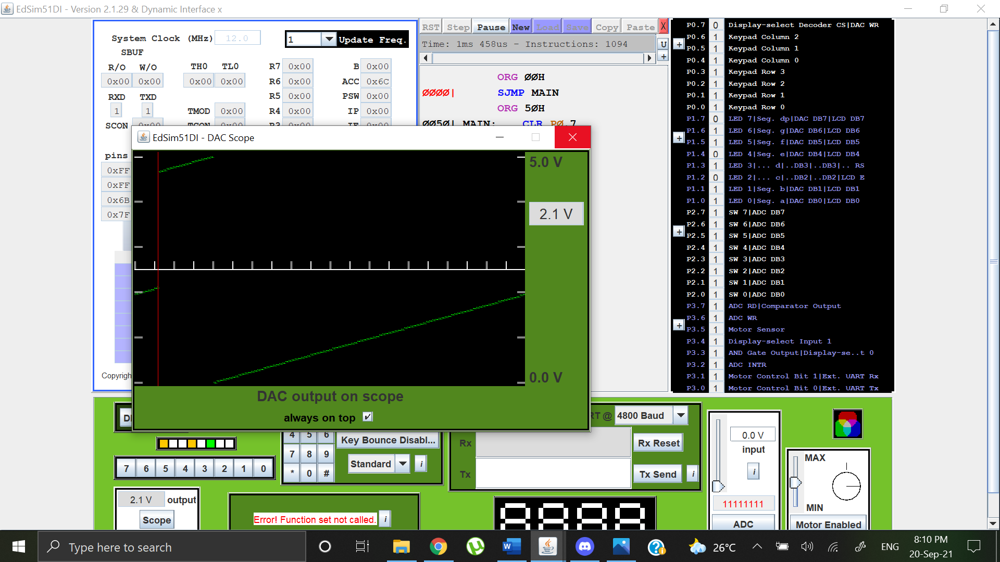 EdSim51DI - Version 2.1.29 & Dynamic Interface x
System Clock (MHz) 12.0 1 Update Freq.
SBUF
R/O W/O TH0 TL0 R7 0x00 B 0x00
0x00 0x00 0x00 0x00 R6 0x00 ACC 0x6C
RXD TXD R5 0x00 PSW 0x00
1 1 TMOD 0x00 R4 0x00 IP 0x00
SCON 0x00 TCON 0x00 R3 0x00 IE
pins
0xFF
0xFF
0x6B
0x7F
RST Step Pause New Load Save Copy Paste X
Time: 1ms 458us - Instructions: 1094 U
+
ORG 00H
0000| SJMP MAIN
ORG 50H
0050| MAIN: CLR P0.7
EdSim51DI - DAC Scope
5.0 V
2.1 V
0.0 V
DAC output on scope
always on top
P0.7 0 Display-select Decoder CS|DAC WR
P0.6 1 Keypad Column 2
+ P0.5 1 Keypad Column 1
P0.4 1 Keypad Column 0
P0.3 1 Keypad Row 3
P0.2 1 Keypad Row 2
P0.1 1 Keypad Row 1
P0.0 1 Keypad Row 0
P1.7 0 LED 7|Seg. dp|DAC DB7|LCD DB7
P1.6 1 LED 6|Seg. g|DAC DB6|LCD DB6
+ P1.5 1 LED 5|Seg. f|DAC DB5|LCD DB5
P1.4 0 LED 4|Seg. e|DAC DB4|LCD DB4
P1.3 1 LED 3|... d|..DB3|..DB3|.. RS
P1.2 0 LED 2|... c|..DB2|..DB2|LCD E
P1.1 1 LED 1|Seg. b|DAC DB1|LCD DB1
P1.0 1 LED 0|Seg. a|DAC DB0|LCD DB0
P2.7 1 SW 7|ADC DB7
P2.6 1 SW 6|ADC DB6
+ P2.5 1 SW 5|ADC DB5
P2.4 1 SW 4|ADC DB4
P2.3 1 SW 3|ADC DB3
P2.2 1 SW 2|ADC DB2
P2.1 1 SW 1|ADC DB1
P2.0 1 SW 0|ADC DB0
P3.7 1 ADC RD|Comparator Output
P3.6 1 ADC WR
+ P3.5 1 Motor Sensor
P3.4 1 Display-select Input 1
P3.3 1 AND Gate Output|Display-se..t 0
P3.2 1 ADC INTR
P3.1 1 Motor Control Bit 1|Ext. UART Rx
P3.0 1 Motor Control Bit 0|Ext. UART Tx
Copyrigh
7 6 5 4 3 2 1 0
2.1 V output
Scope
4 5 6
7 8 9
* 0 #
Key Bounce Disabl...
Standard i
Error! Function set not called. i
RT @ 4800 Baud
Rx Rx Reset
Tx Tx Send i
8888
0.0 V
input
i
11111111
ADC
MAX
MIN
Motor Enabled
Type here to search
26°C ENG 8:10 PM
20-Sep-21